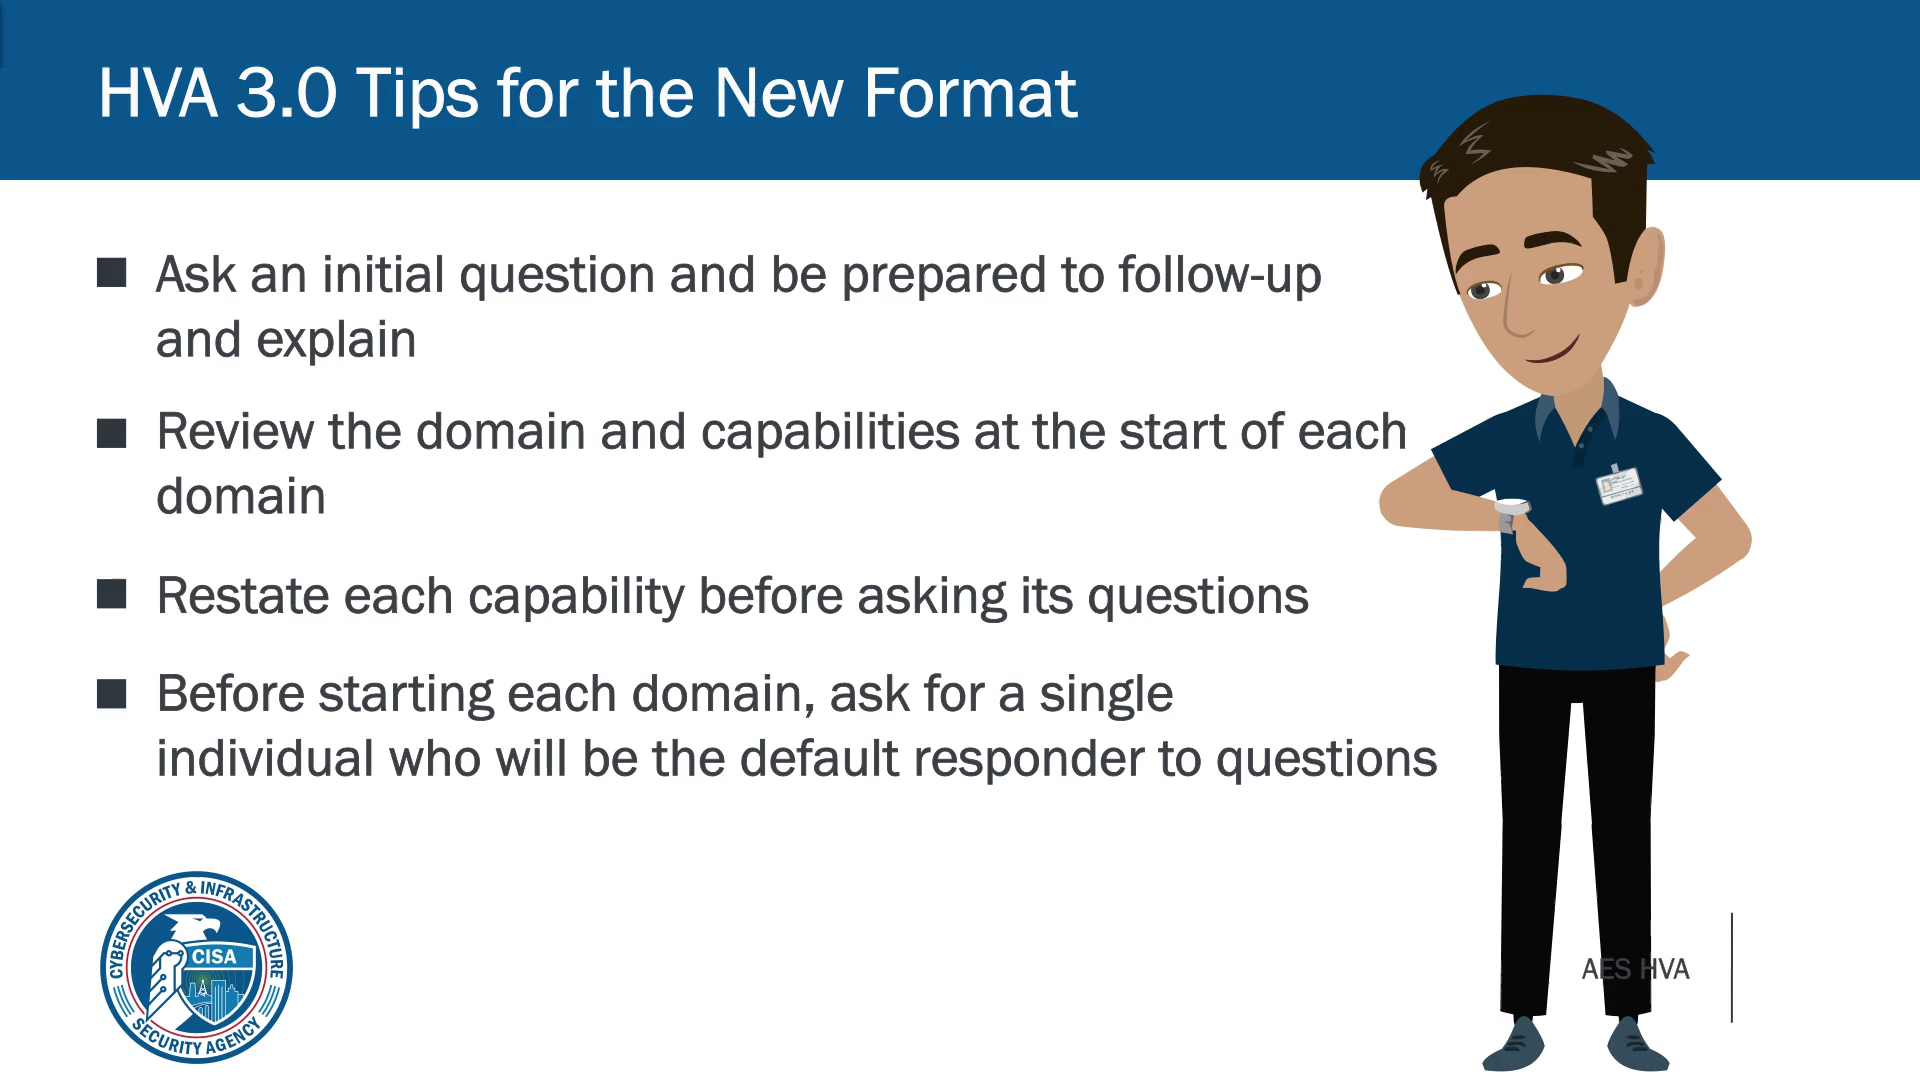 HVA 3.0 Tips for the New Format
Ask an initial question and be prepared to follow-up
and explain
Review the domain and capabilities at the start of each
domain
Restate each capability before asking its questions
Before starting each domain, ask for a single
individual who will be the default responder to questions
CYBERSECURITY & INFRASTRUCTURE
CISA
SECURITY AGENCY
AES HVA